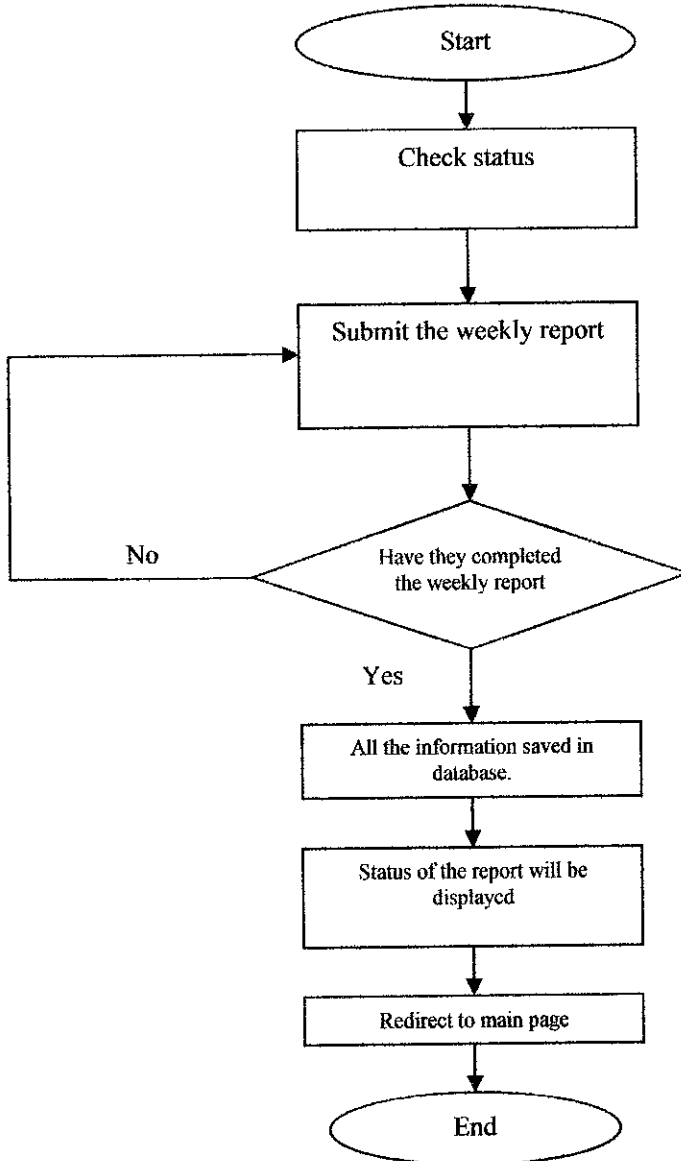 Start
Check status
Submit the weekly report
No
Have they completed
the weekly report
Yes
All the information saved in
database.
Status of the report will be
displayed
Redirect to main page
End